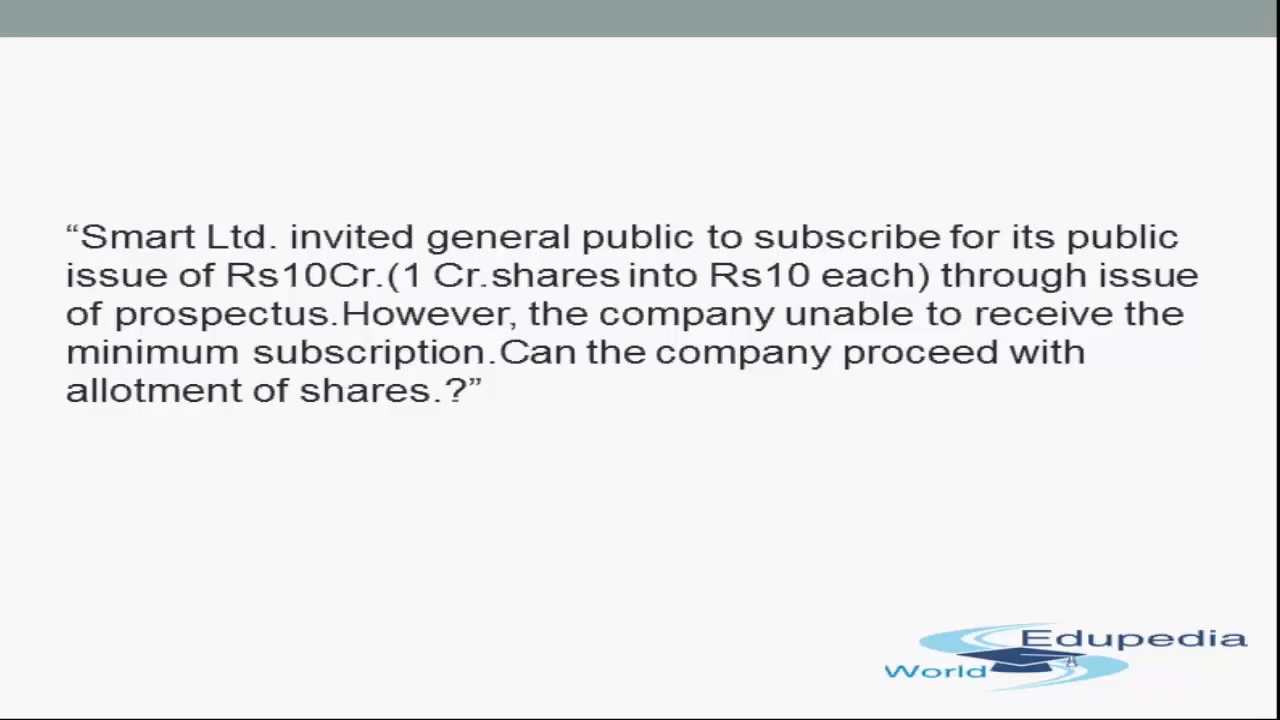 “Smart Ltd. invited general public to subscribe for its public
issue of Rs10Cr.(1 Cr.shares into Rs10 each) through issue
of prospectus.However, the company unable to receive the
minimum subscription.Can the company proceed with
allotment of shares.?”
Edupedia
World